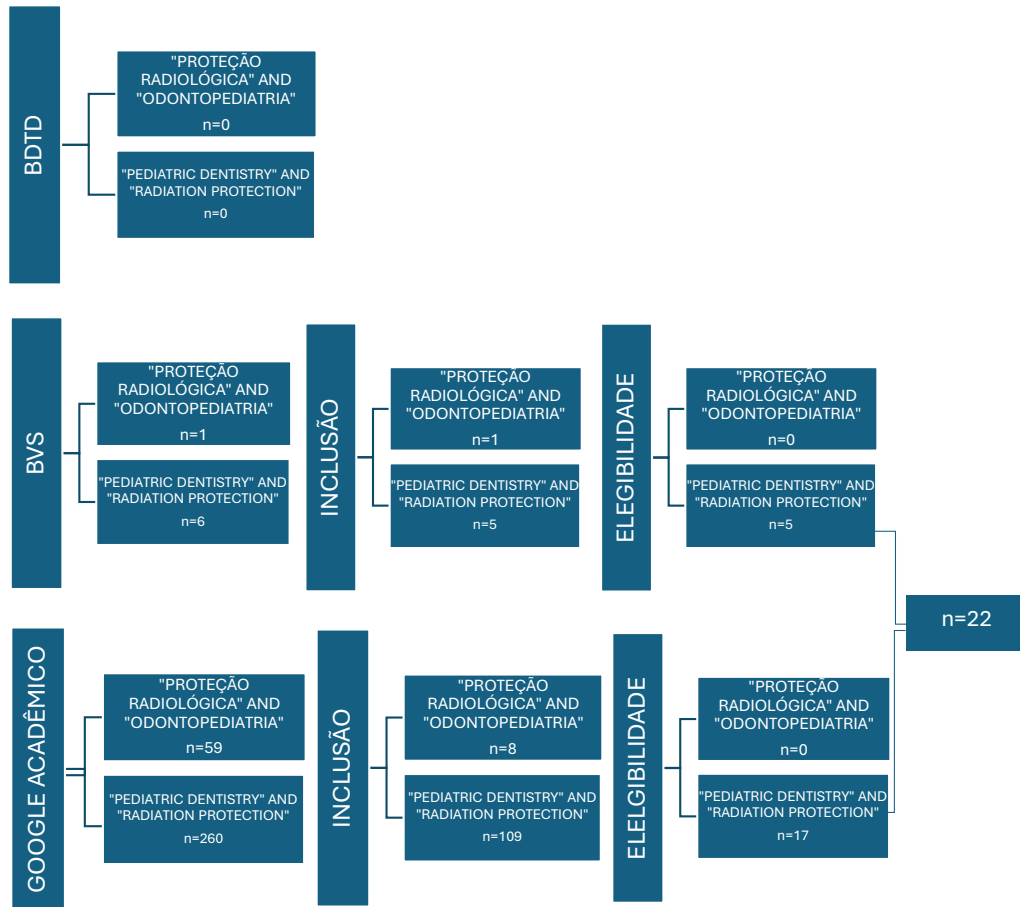 BDTD
"PROTEÇÃO
RADIOLÓGICA" AND
"ODONTOPEDIATRIA"
n=0
"PEDIATRIC DENTISTRY" AND
"RADIATION PROTECTION"
n=0
BVS
"PROTEÇÃO
RADIOLÓGICA" AND
"ODONTOPEDIATRIA"
n=1
"PEDIATRIC DENTISTRY" AND
"RADIATION PROTECTION"
n=6
INCLUSÃO
"PROTEÇÃO
RADIOLÓGICA" AND
"ODONTOPEDIATRIA"
n=1
"PEDIATRIC DENTISTRY" AND
"RADIATION PROTECTION"
n=5
ELEGIBILIDADE
"PROTEÇÃO
RADIOLÓGICA" AND
"ODONTOPEDIATRIA"
n=0
"PEDIATRIC DENTISTRY" AND
"RADIATION PROTECTION"
n=5
n=22
GOOGLE ACADÊMICO
"PROTEÇÃO
RADIOLÓGICA" AND
"ODONTOPEDIATRIA"
n=59
"PEDIATRIC DENTISTRY" AND
"RADIATION PROTECTION"
n=260
INCLUSÃO
"PROTEÇÃO
RADIOLÓGICA" AND
"ODONTOPEDIATRIA"
n=8
"PEDIATRIC DENTISTRY" AND
"RADIATION PROTECTION"
n=109
ELELGIBILIDADE
"PROTEÇÃO
RADIOLÓGICA" AND
"ODONTOPEDIATRIA"
n=0
"PEDIATRIC DENTISTRY" AND
"RADIATION PROTECTION"
n=17